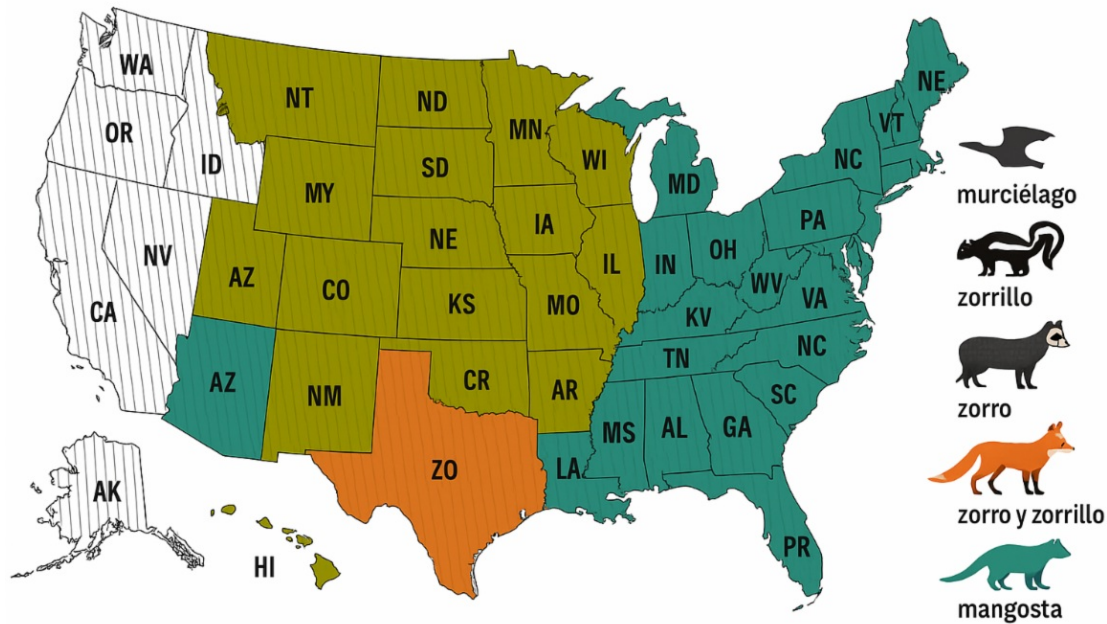 WA
NT
ND
MN
OR
ID
SD
WI
MY
NE
IA
NV
AZ
CO
KS
MO
IL
CA
AZ
NM
CR
AR
ZO
AK
HI
NE
VT
NC
MD
PA
IN
OH
WV
VA
KV
NC
TN
SC
MS
AL
GA
LA
PR
murciélago
zorrillo
zorro
zorro y zorrillo
mangosta